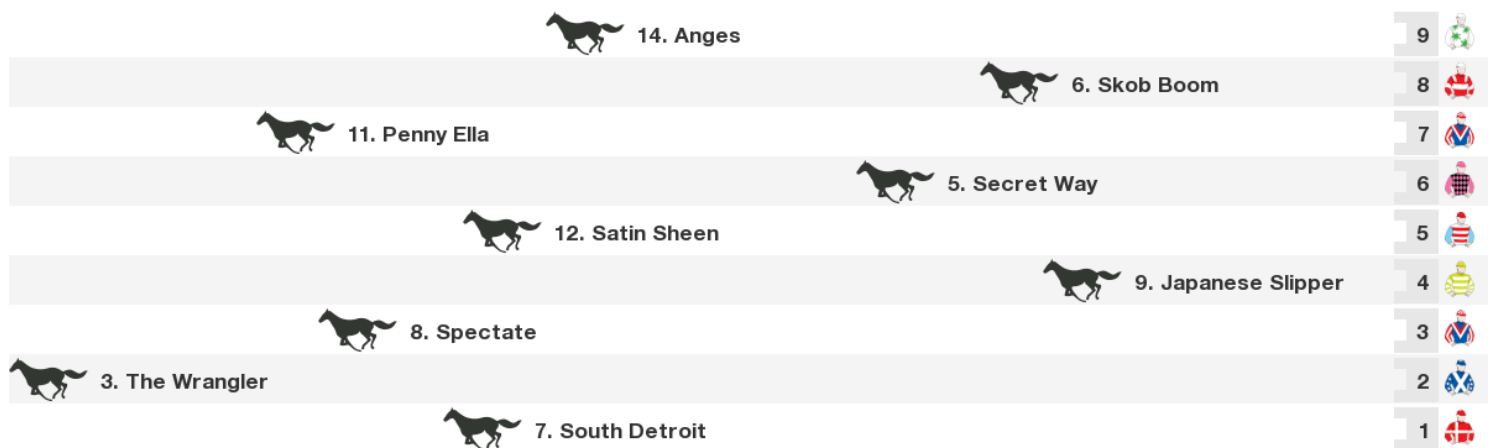 14. Anges 9
6. Skob Boom 8
11. Penny Ella 7
5. Secret Way 6
12. Satin Sheen 5
9. Japanese Slipper 4
8. Spectate 3
3. The Wrangler 2
7. South Detroit 1